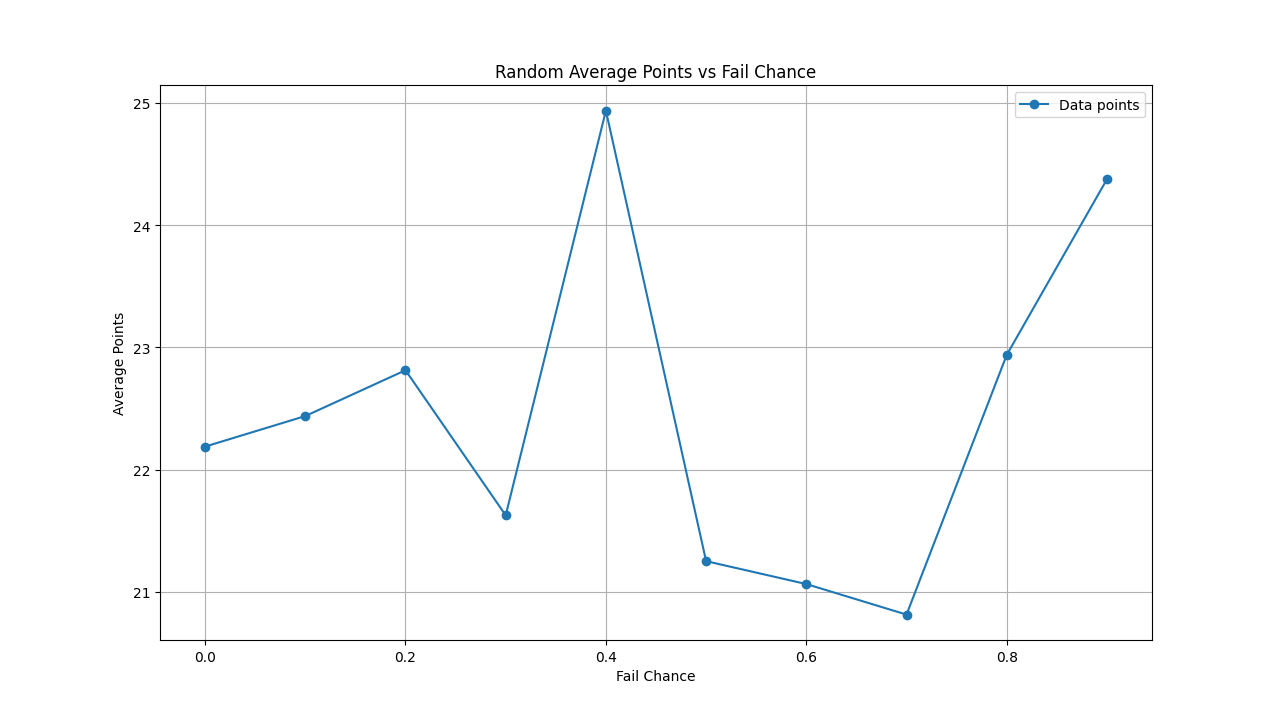 Random Average Points vs Fail Chance
Data points
25
24
23
22
21
Average Points
0.0 0.2 0.4 0.6 0.8
Fail Chance